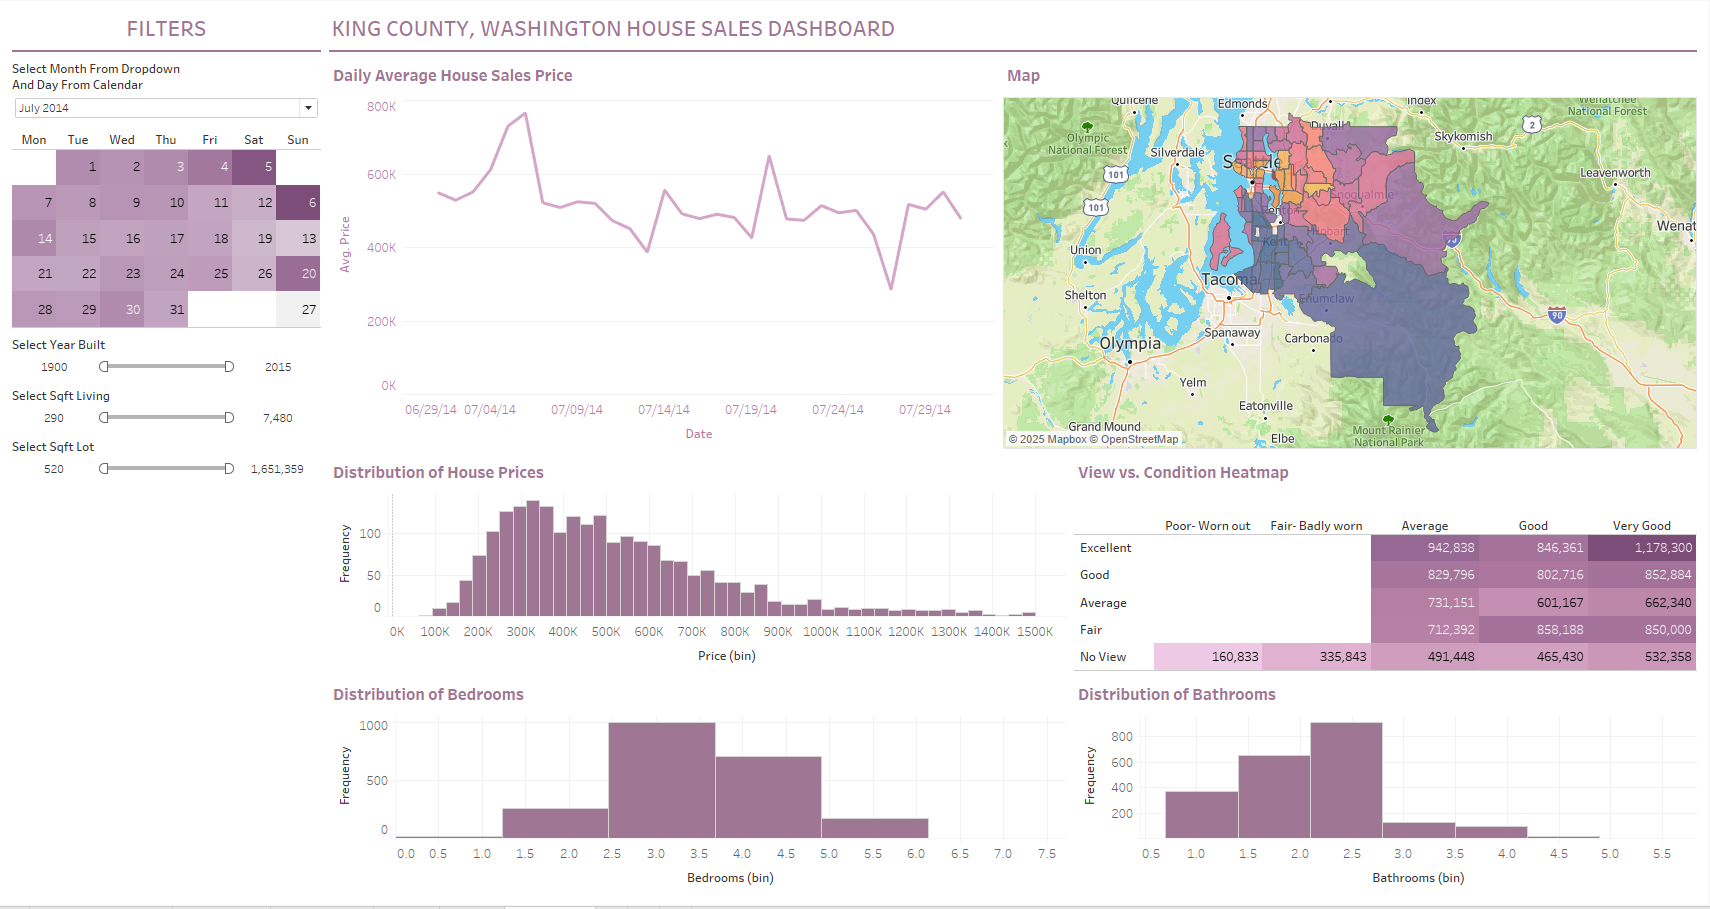 FILTERS
KING COUNTY, WASHINGTON HOUSE SALES DASHBOARD
Select Month From Dropdown
And Day From Calendar
July 2014
Mon Tue Wed Thu Fri Sat Sun
1 2 3 4 5
7 8 9 10 11 12 6
14 15 16 17 18 19 13
21 22 23 24 25 26 20
28 29 30 31 27
Select Year Built
1900 2015
Select Sqft Living
290 7,480
Select Sqft Lot
520 1,651,359
Daily Average House Sales Price
800K
600K
400K
200K
0K
Avg. Price
06/29/14 07/04/14 07/09/14 07/14/14 07/19/14 07/24/14 07/29/14
Date
Map
Quilcene
Edmonds
Index
Wenatchee
National Forest
Duvall
2
Olympic
National Forest
Skykomish
Silverdale
Seattle
101
Leavenworth
Snoqualmie
101
Renton
Wenat
Hobart
Kent
90
Union
Tacoma
Shelton
Enumclaw
90
Spanaway
Carbonado
Olympia
Yelm
Eatonville
Grand Mound
Mount Rainier
National Park
Elbe
© 2025 Mapbox © OpenStreetMap
Distribution of House Prices
100
50
0
Frequency
0K 100K 200K 300K 400K 500K 600K 700K 800K 900K 1000K 1100K 1200K 1300K 1400K 1500K
Price (bin)
View vs. Condition Heatmap
Poor- Worn out Fair- Badly worn Average Good Very Good
Excellent 942,838 846,361 1,178,300
Good 829,796 802,716 852,884
Average 731,151 601,167 662,340
Fair 712,392 858,188 850,000
No View 160,833 335,843 491,448 465,430 532,358
Distribution of Bedrooms
1000
500
0
Frequency
0.0 0.5 1.0 1.5 2.0 2.5 3.0 3.5 4.0 4.5 5.0 5.5 6.0 6.5 7.0 7.5
Bedrooms (bin)
Distribution of Bathrooms
800
600
400
200
Frequency
0.5 1.0 1.5 2.0 2.5 3.0 3.5 4.0 4.5 5.0 5.5
Bathrooms (bin)